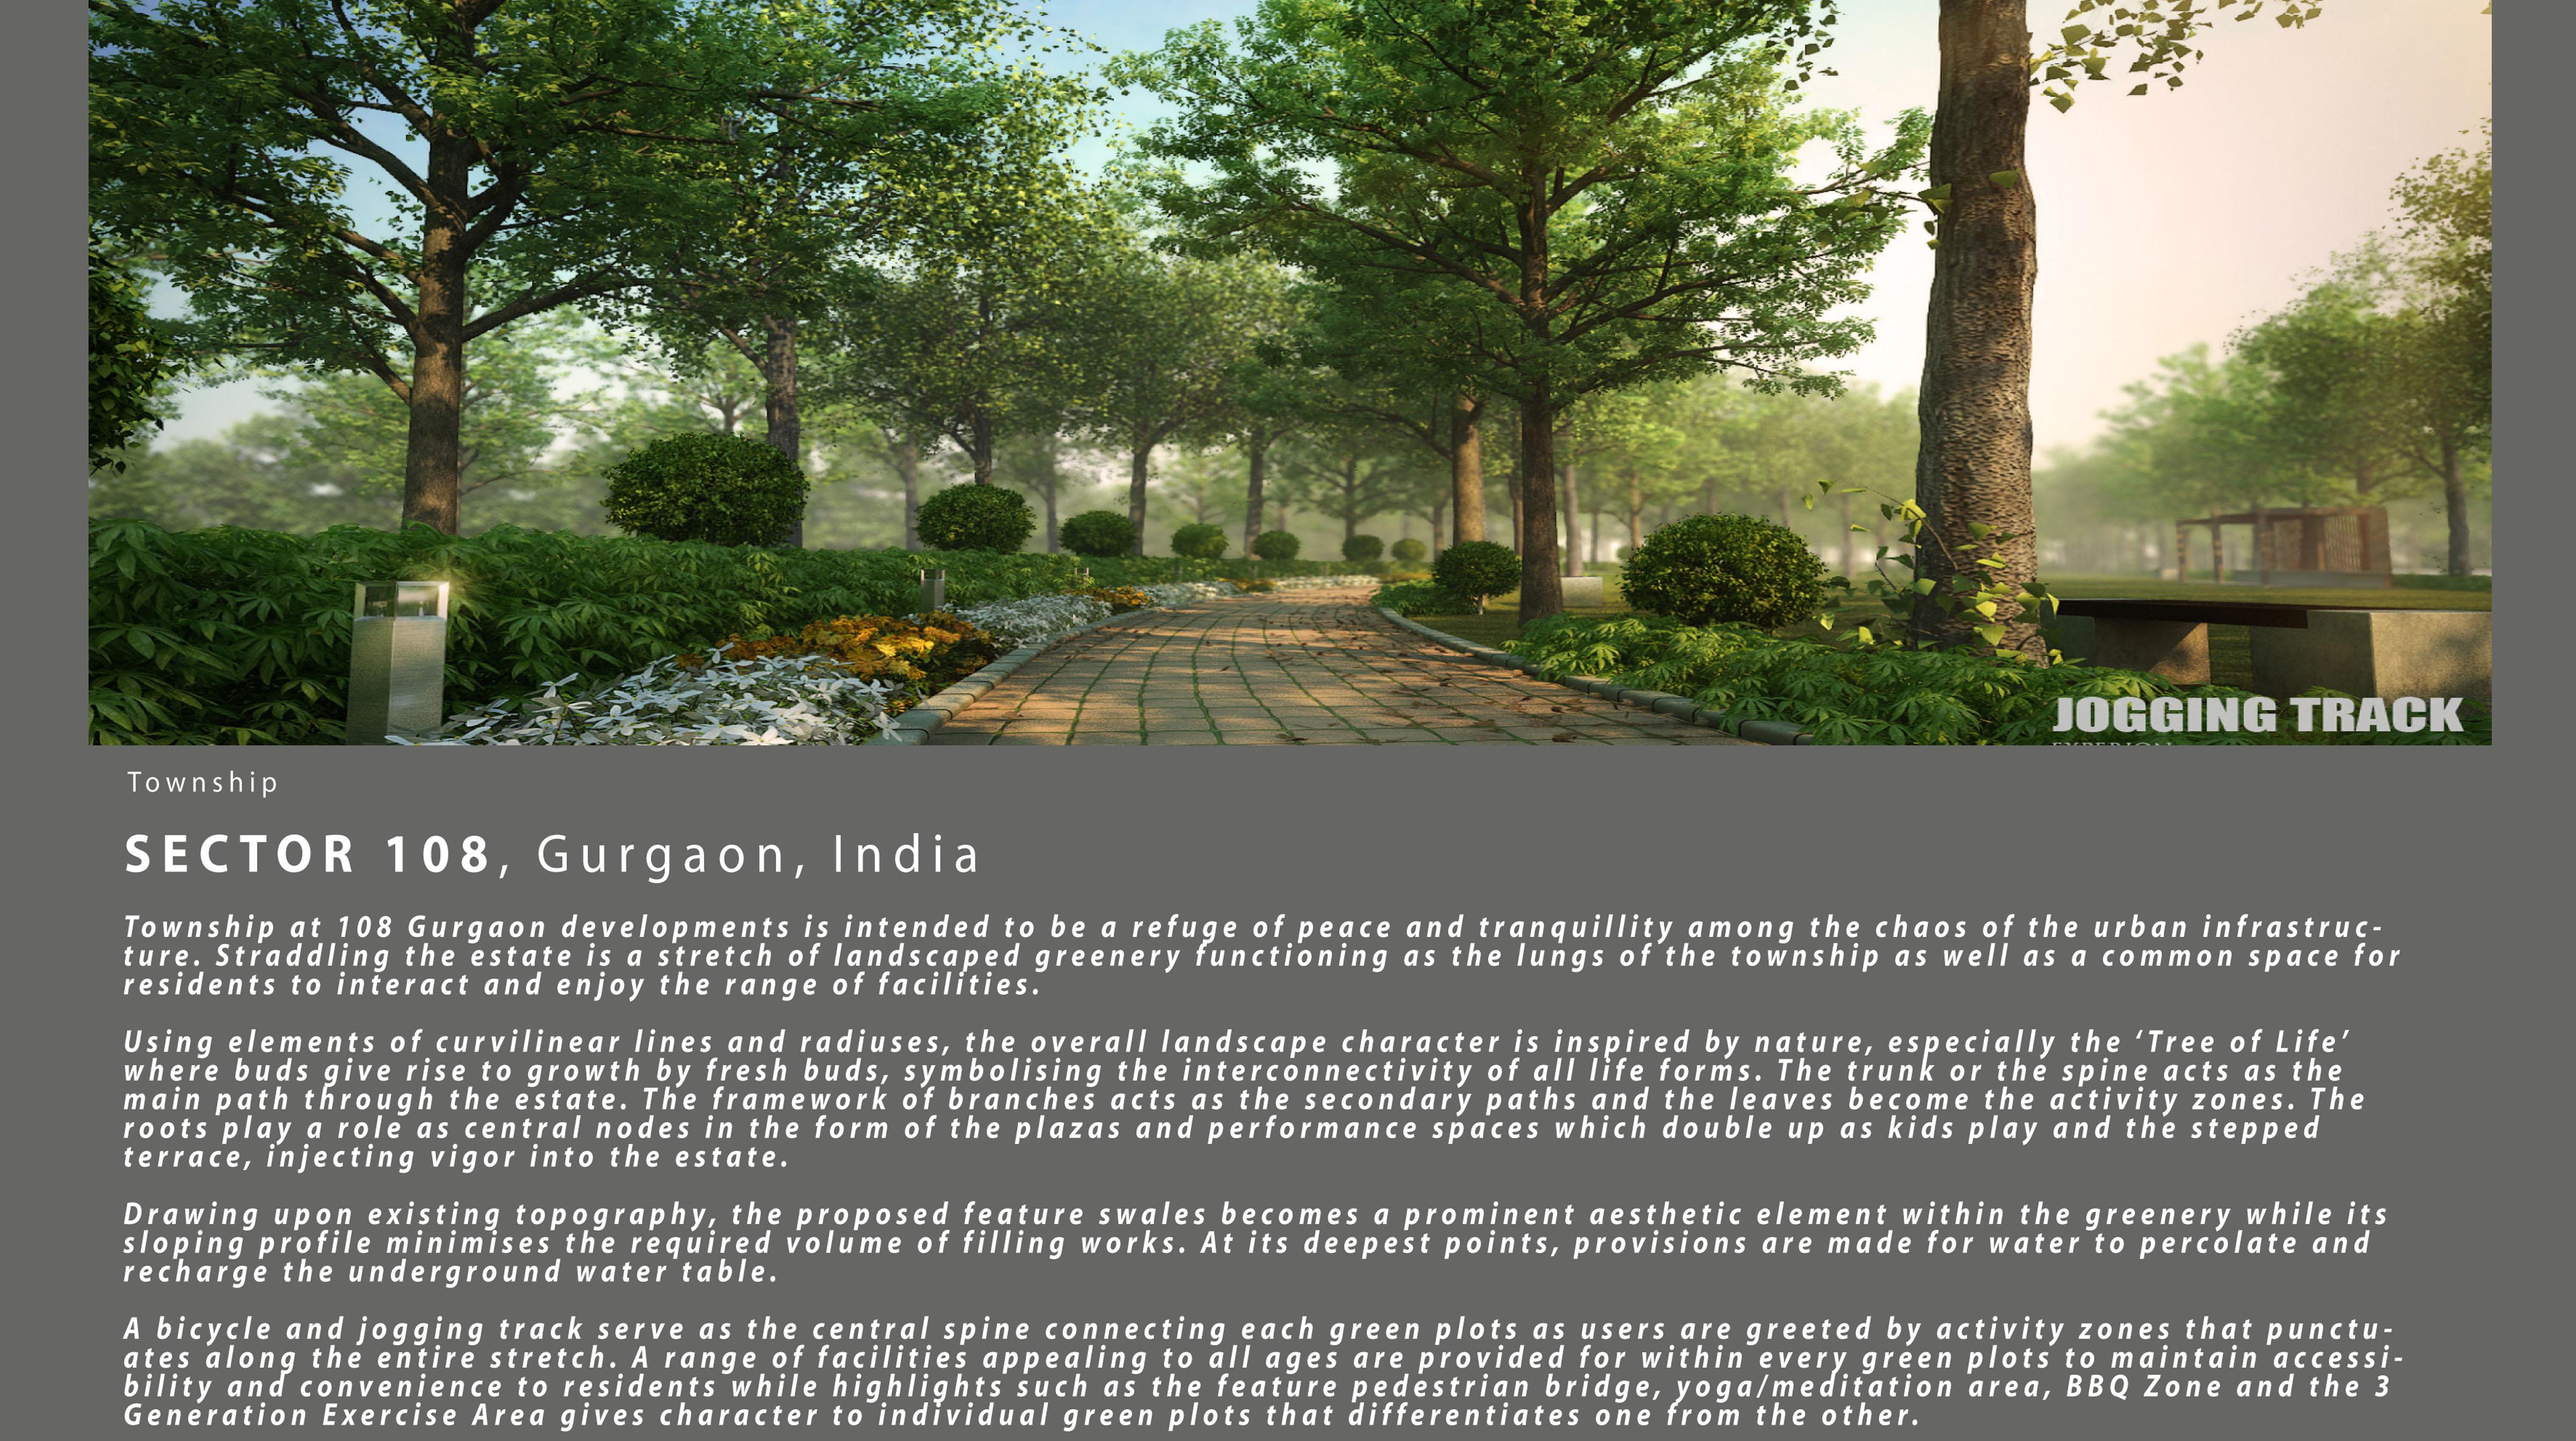 JOGGING TRACK
Township
SECTOR 108, Gurgaon, India
Township at 108 Gurgaon developments is intended to be a refuge of peace and tranquillity among the chaos of the urban infrastruc-
ture. Straddling the estate is a stretch of landscaped greenery functioning as the lungs of the township as well as a common space for
residents to interact and enjoy the range of facilities.
Using elements of curvilinear lines and radiuses, the overall landscape character is inspired by nature, especially the ‘Tree of Life’
where buds give rise to growth by fresh buds, symbolising the interconnectivity of all life forms. The trunk or the spine acts as the
main path through the estate. The framework of branches acts as the secondary paths and the leaves become the activity zones. The
roots play a role as central nodes in the form of the plazas and performance spaces which double up as kids play and the stepped
terrace, injecting vigor into the estate.
Drawing upon existing topography, the proposed feature swales becomes a prominent aesthetic element within the greenery while its
sloping profile minimises the required volume of filling works. At its deepest points, provisions are made for water to percolate and
recharge the underground water table.
A bicycle and jogging track serve as the central spine connecting each green plots as users are greeted by activity zones that punctu-
ates along the entire stretch. A range of facilities appealing to all ages are provided for within every green plots to maintain accessi-
bility and convenience to residents while highlights such as the feature pedestrian bridge, yoga/meditation area, BBQ Zone and the 3
Generation Exercise Area gives character to individual green plots that differentiates one from the other.